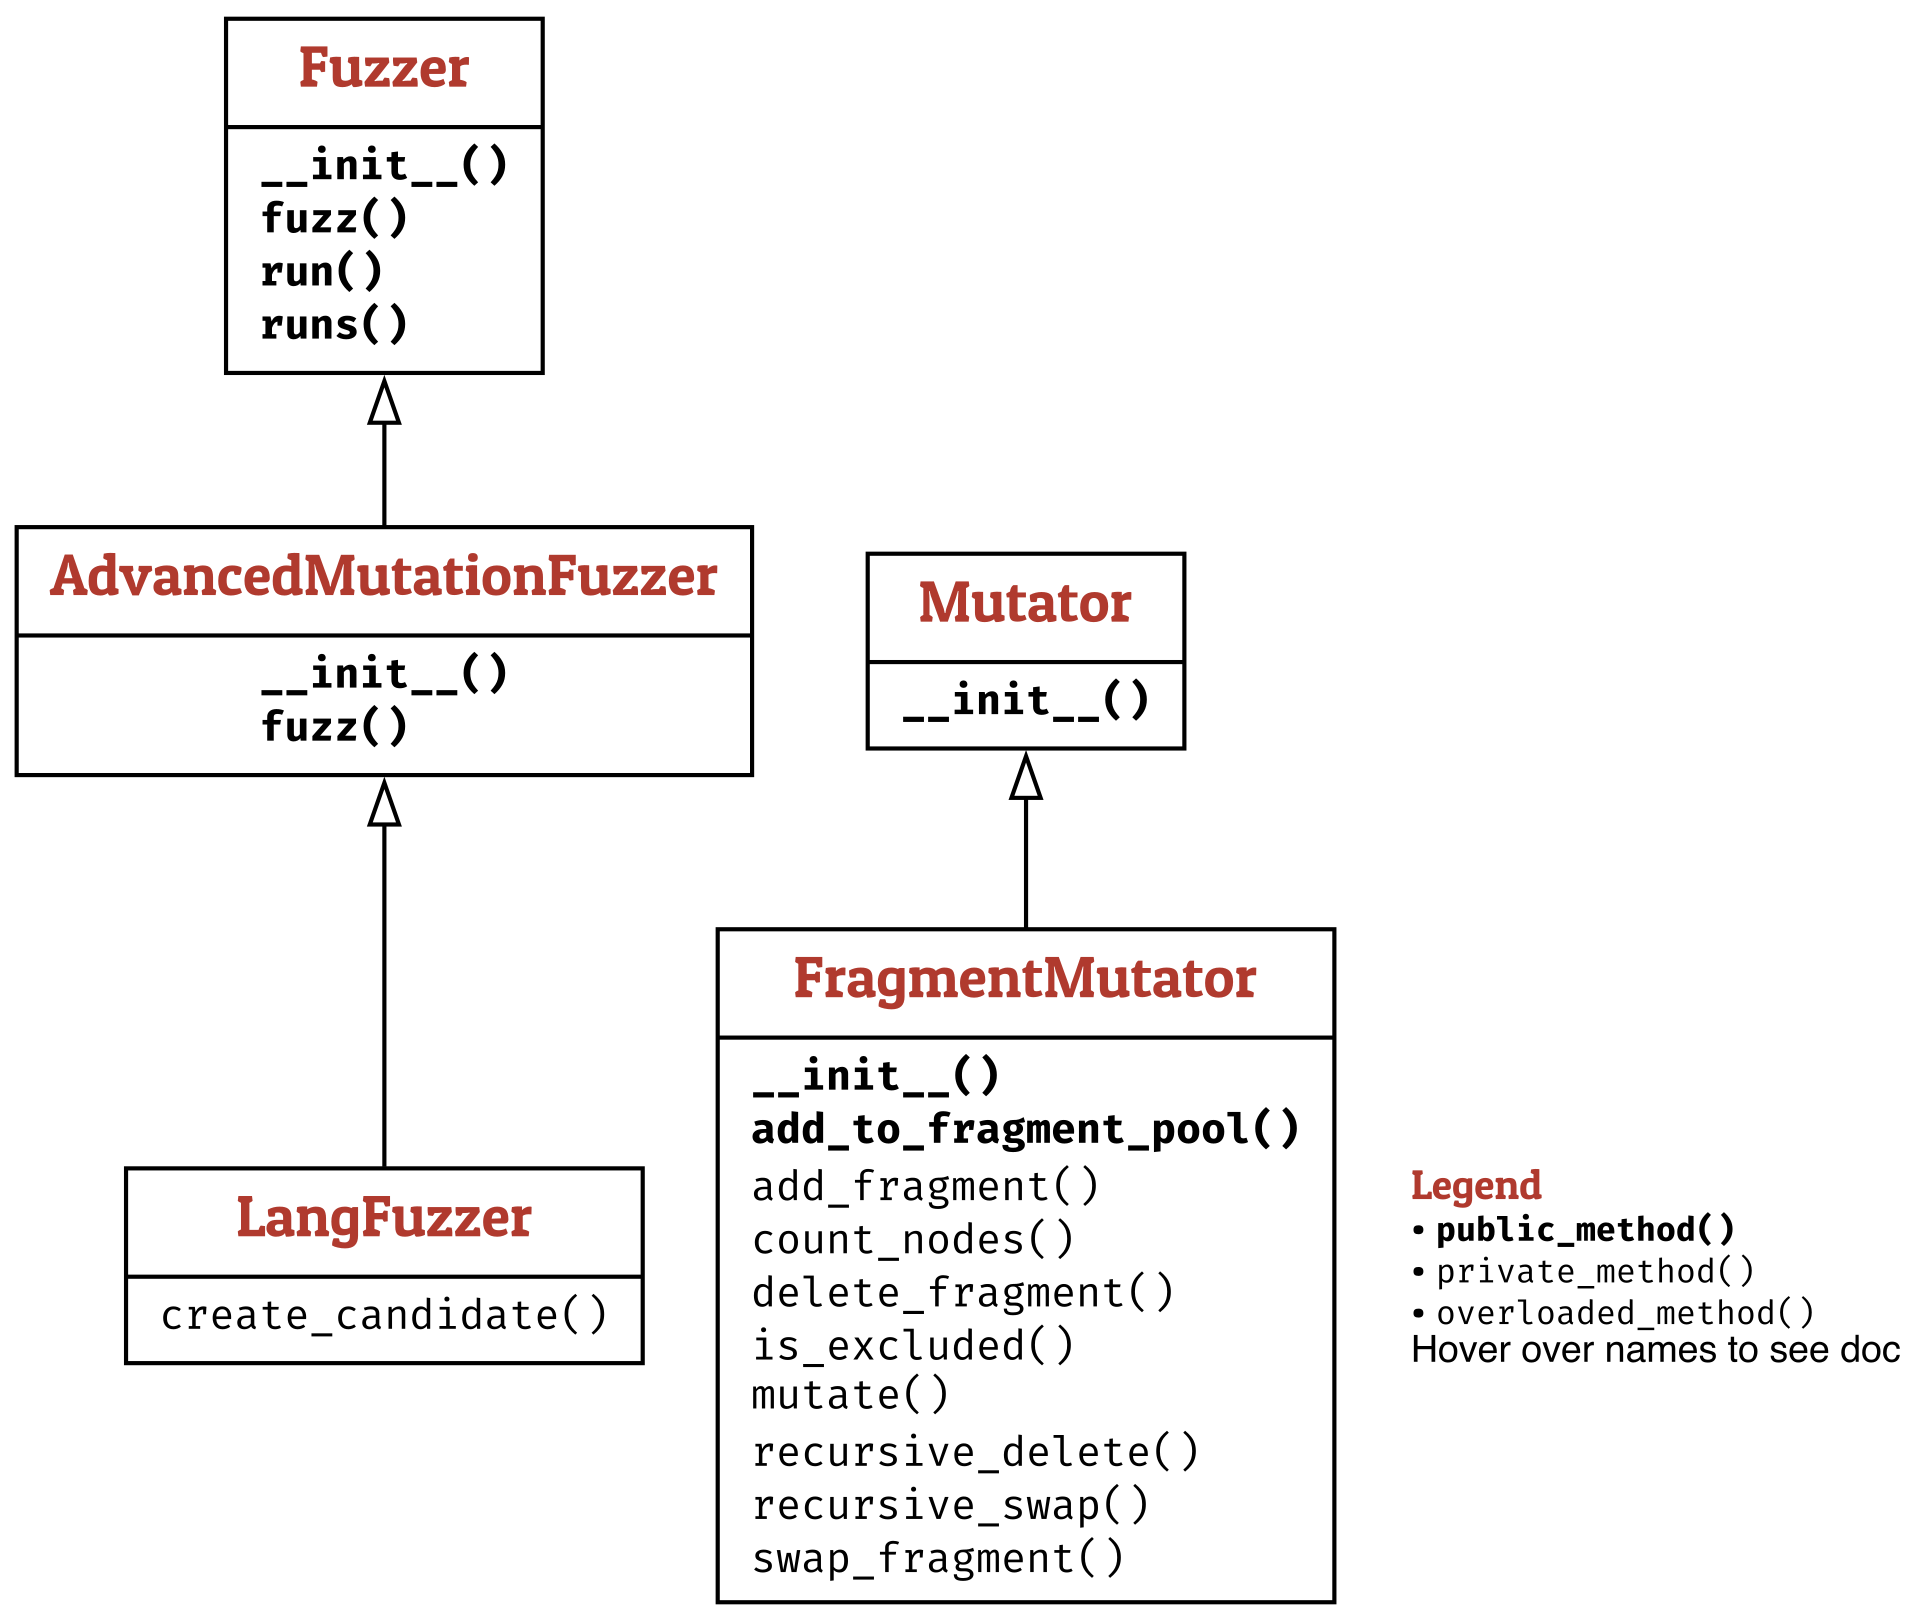 Fuzzer
__init__()
fuzz()
run()
runs()
AdvancedMutationFuzzer
__init__()
fuzz()
Mutator
__init__()
LangFuzzer
create_candidate()
FragmentMutator
__init__()
add_to_fragment_pool()
add_fragment()
count_nodes()
delete_fragment()
is_excluded()
mutate()
recursive_delete()
recursive_swap()
swap_fragment()
Legend
• public_method()
• private_method()
• overloaded_method()
Hover over names to see doc